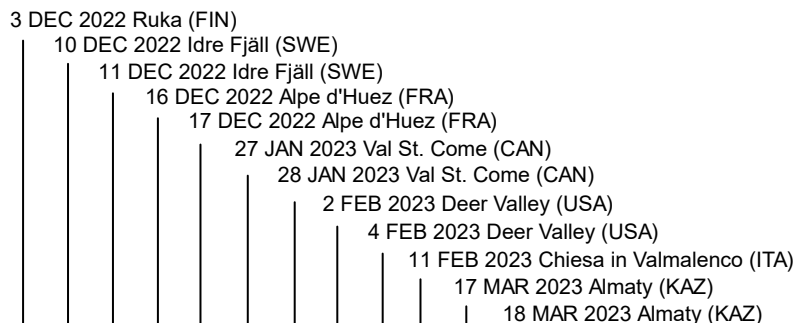 3 DEC 2022 Ruka (FIN)
10 DEC 2022 Idre Fjäll (SWE)
11 DEC 2022 Idre Fjäll (SWE)
16 DEC 2022 Alpe d'Huez (FRA)
17 DEC 2022 Alpe d'Huez (FRA)
27 JAN 2023 Val St. Come (CAN)
28 JAN 2023 Val St. Come (CAN)
2 FEB 2023 Deer Valley (USA)
4 FEB 2023 Deer Valley (USA)
11 FEB 2023 Chiesa in Valmalenco (ITA)
17 MAR 2023 Almaty (KAZ)
18 MAR 2023 Almaty (KAZ)